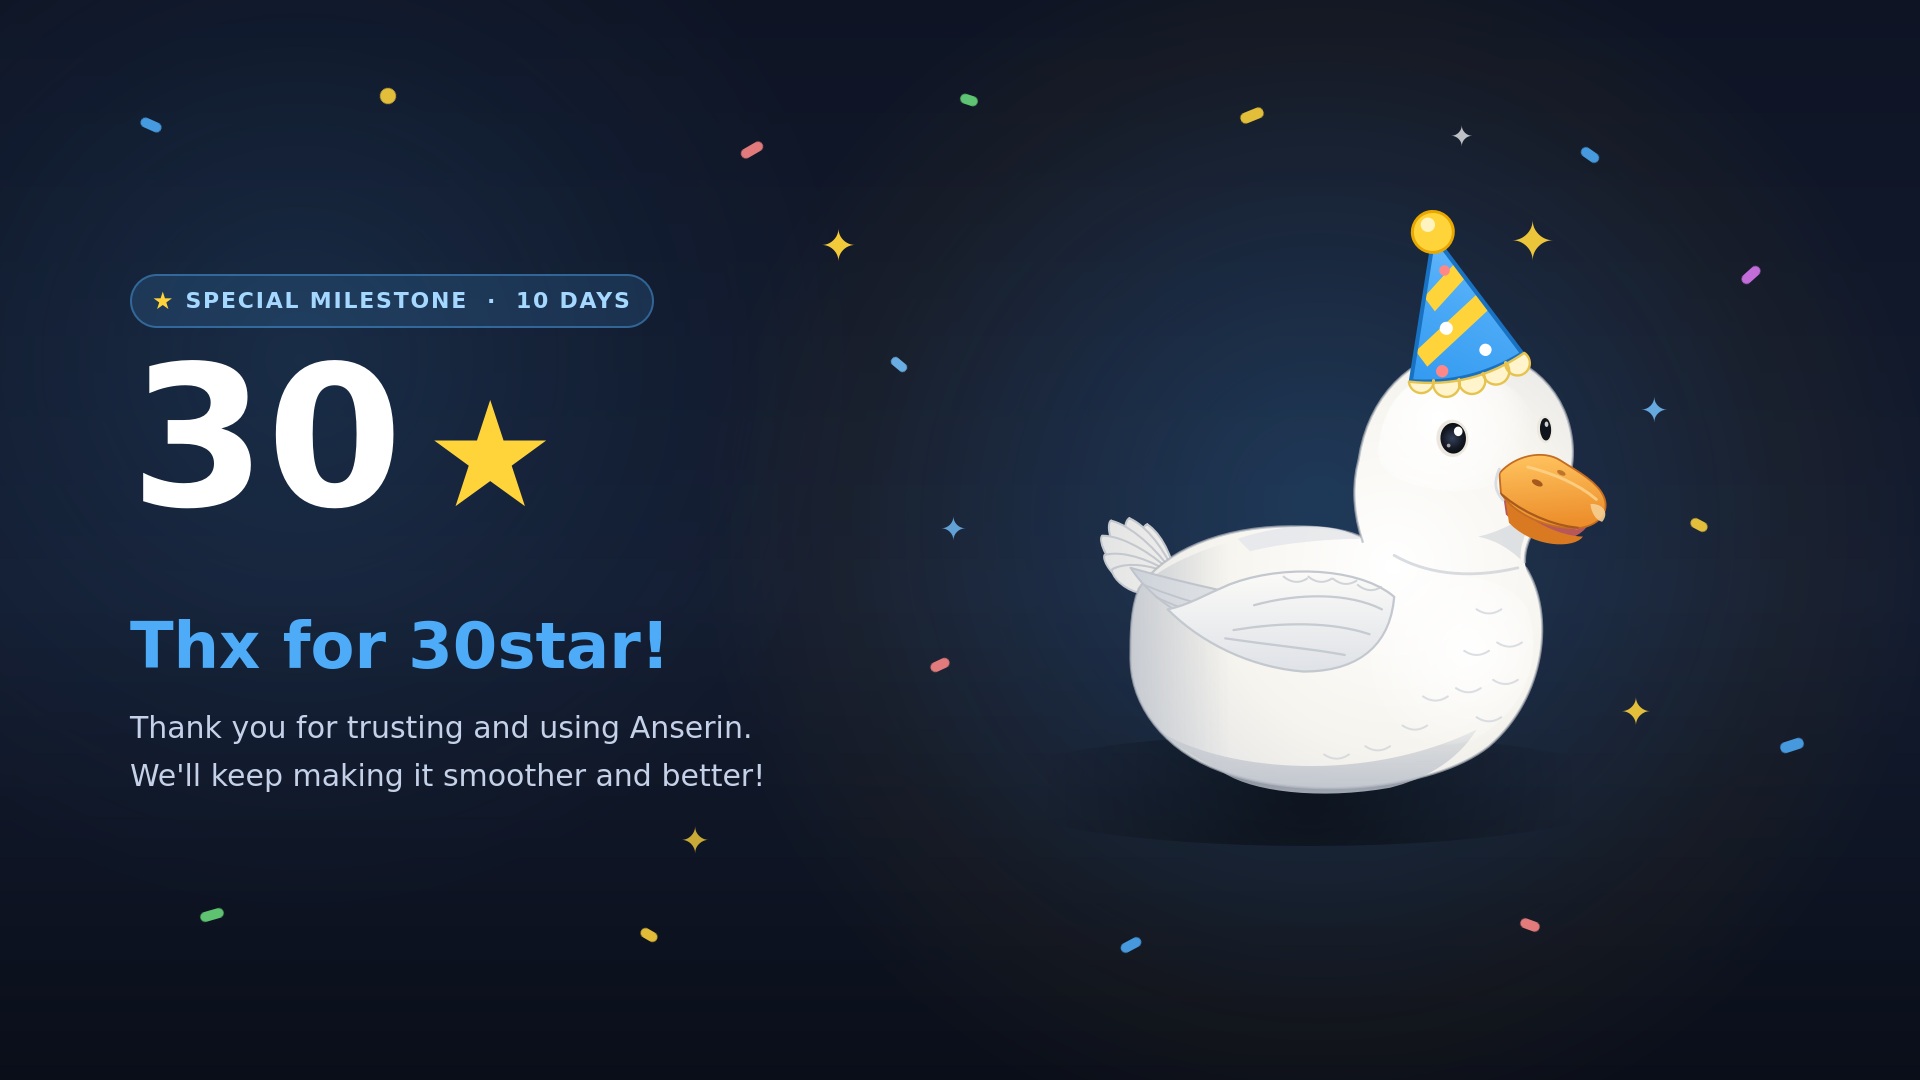 ★ SPECIAL MILESTONE · 10 DAYS
30 ★
Thx for 30star!
Thank you for trusting and using Anserin.
We'll keep making it smoother and better!